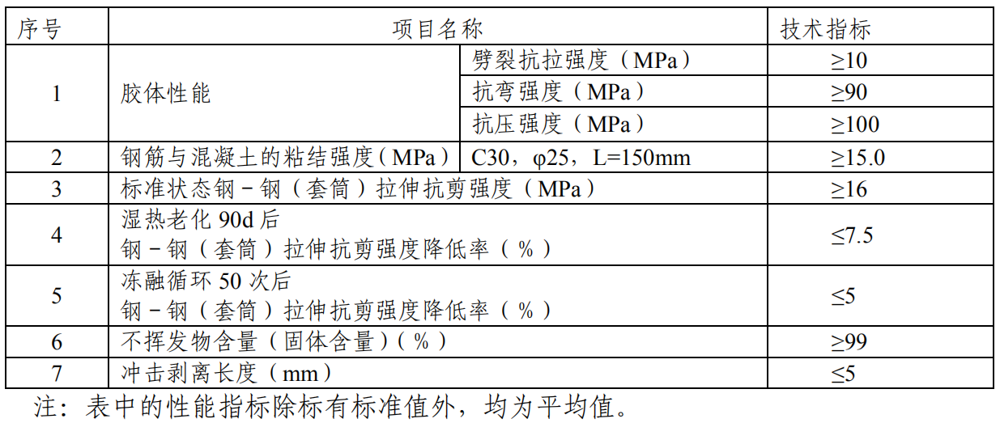 序号 项目名称 技术指标
1 胶体性能 劈裂抗拉强度（MPa） ≥10
抗弯强度（MPa） ≥90
抗压强度（MPa） ≥100
2 钢筋与混凝土的粘结强度（MPa） C30，φ25，L=150mm ≥15.0
3 标准状态钢-钢（套筒）拉伸抗剪强度（MPa） ≥16
4 湿热老化 90d 后
钢-钢（套筒）拉伸抗剪强度降低率（%） ≤7.5
5 冻融循环 50 次后
钢-钢（套筒）拉伸抗剪强度降低率（%） ≤5
6 不挥发物含量（固体含量）（%） ≥99
7 冲击剥离长度（mm） ≤5
注：表中的性能指标除标有标准值外，均为平均值。